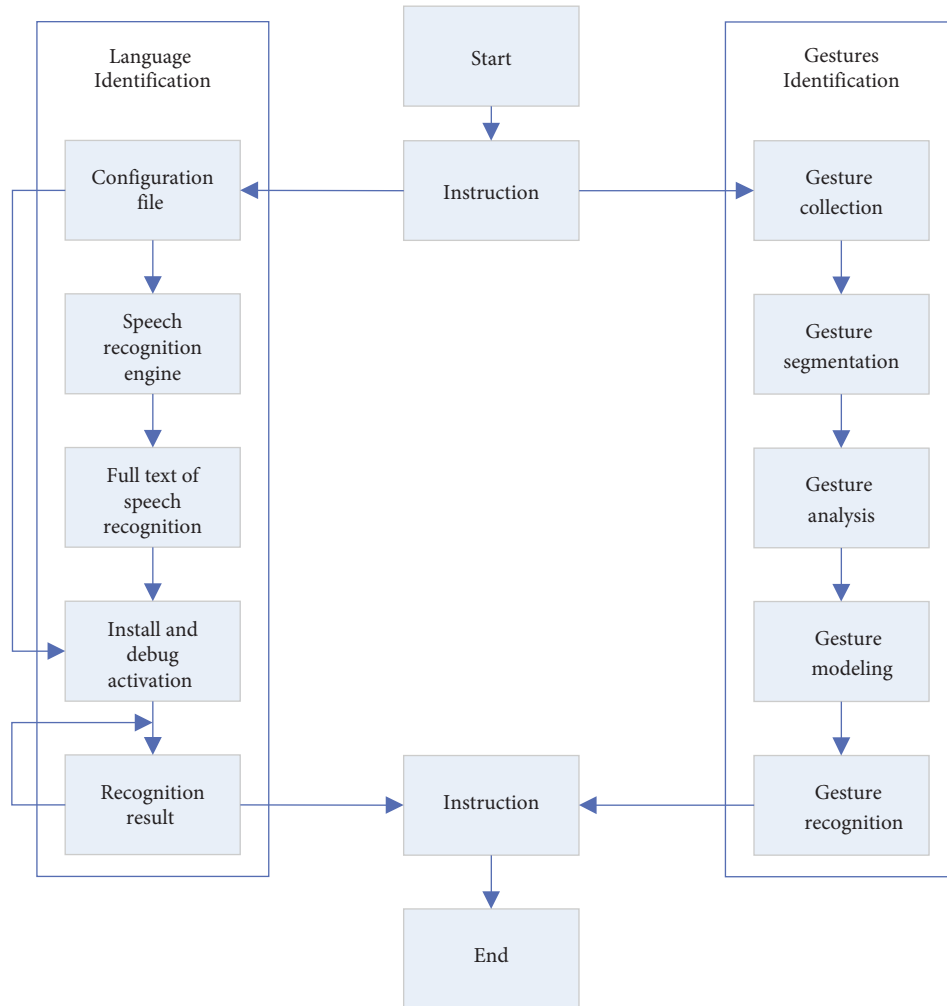 Language
Identification
Configuration
file
Speech
recognition
engine
Full text of
speech
recognition
Install and
debug
activation
Recognition
result
Start
Instruction
Instruction
End
Gestures
Identification
Gesture
collection
Gesture
segmentation
Gesture
analysis
Gesture
modeling
Gesture
recognition